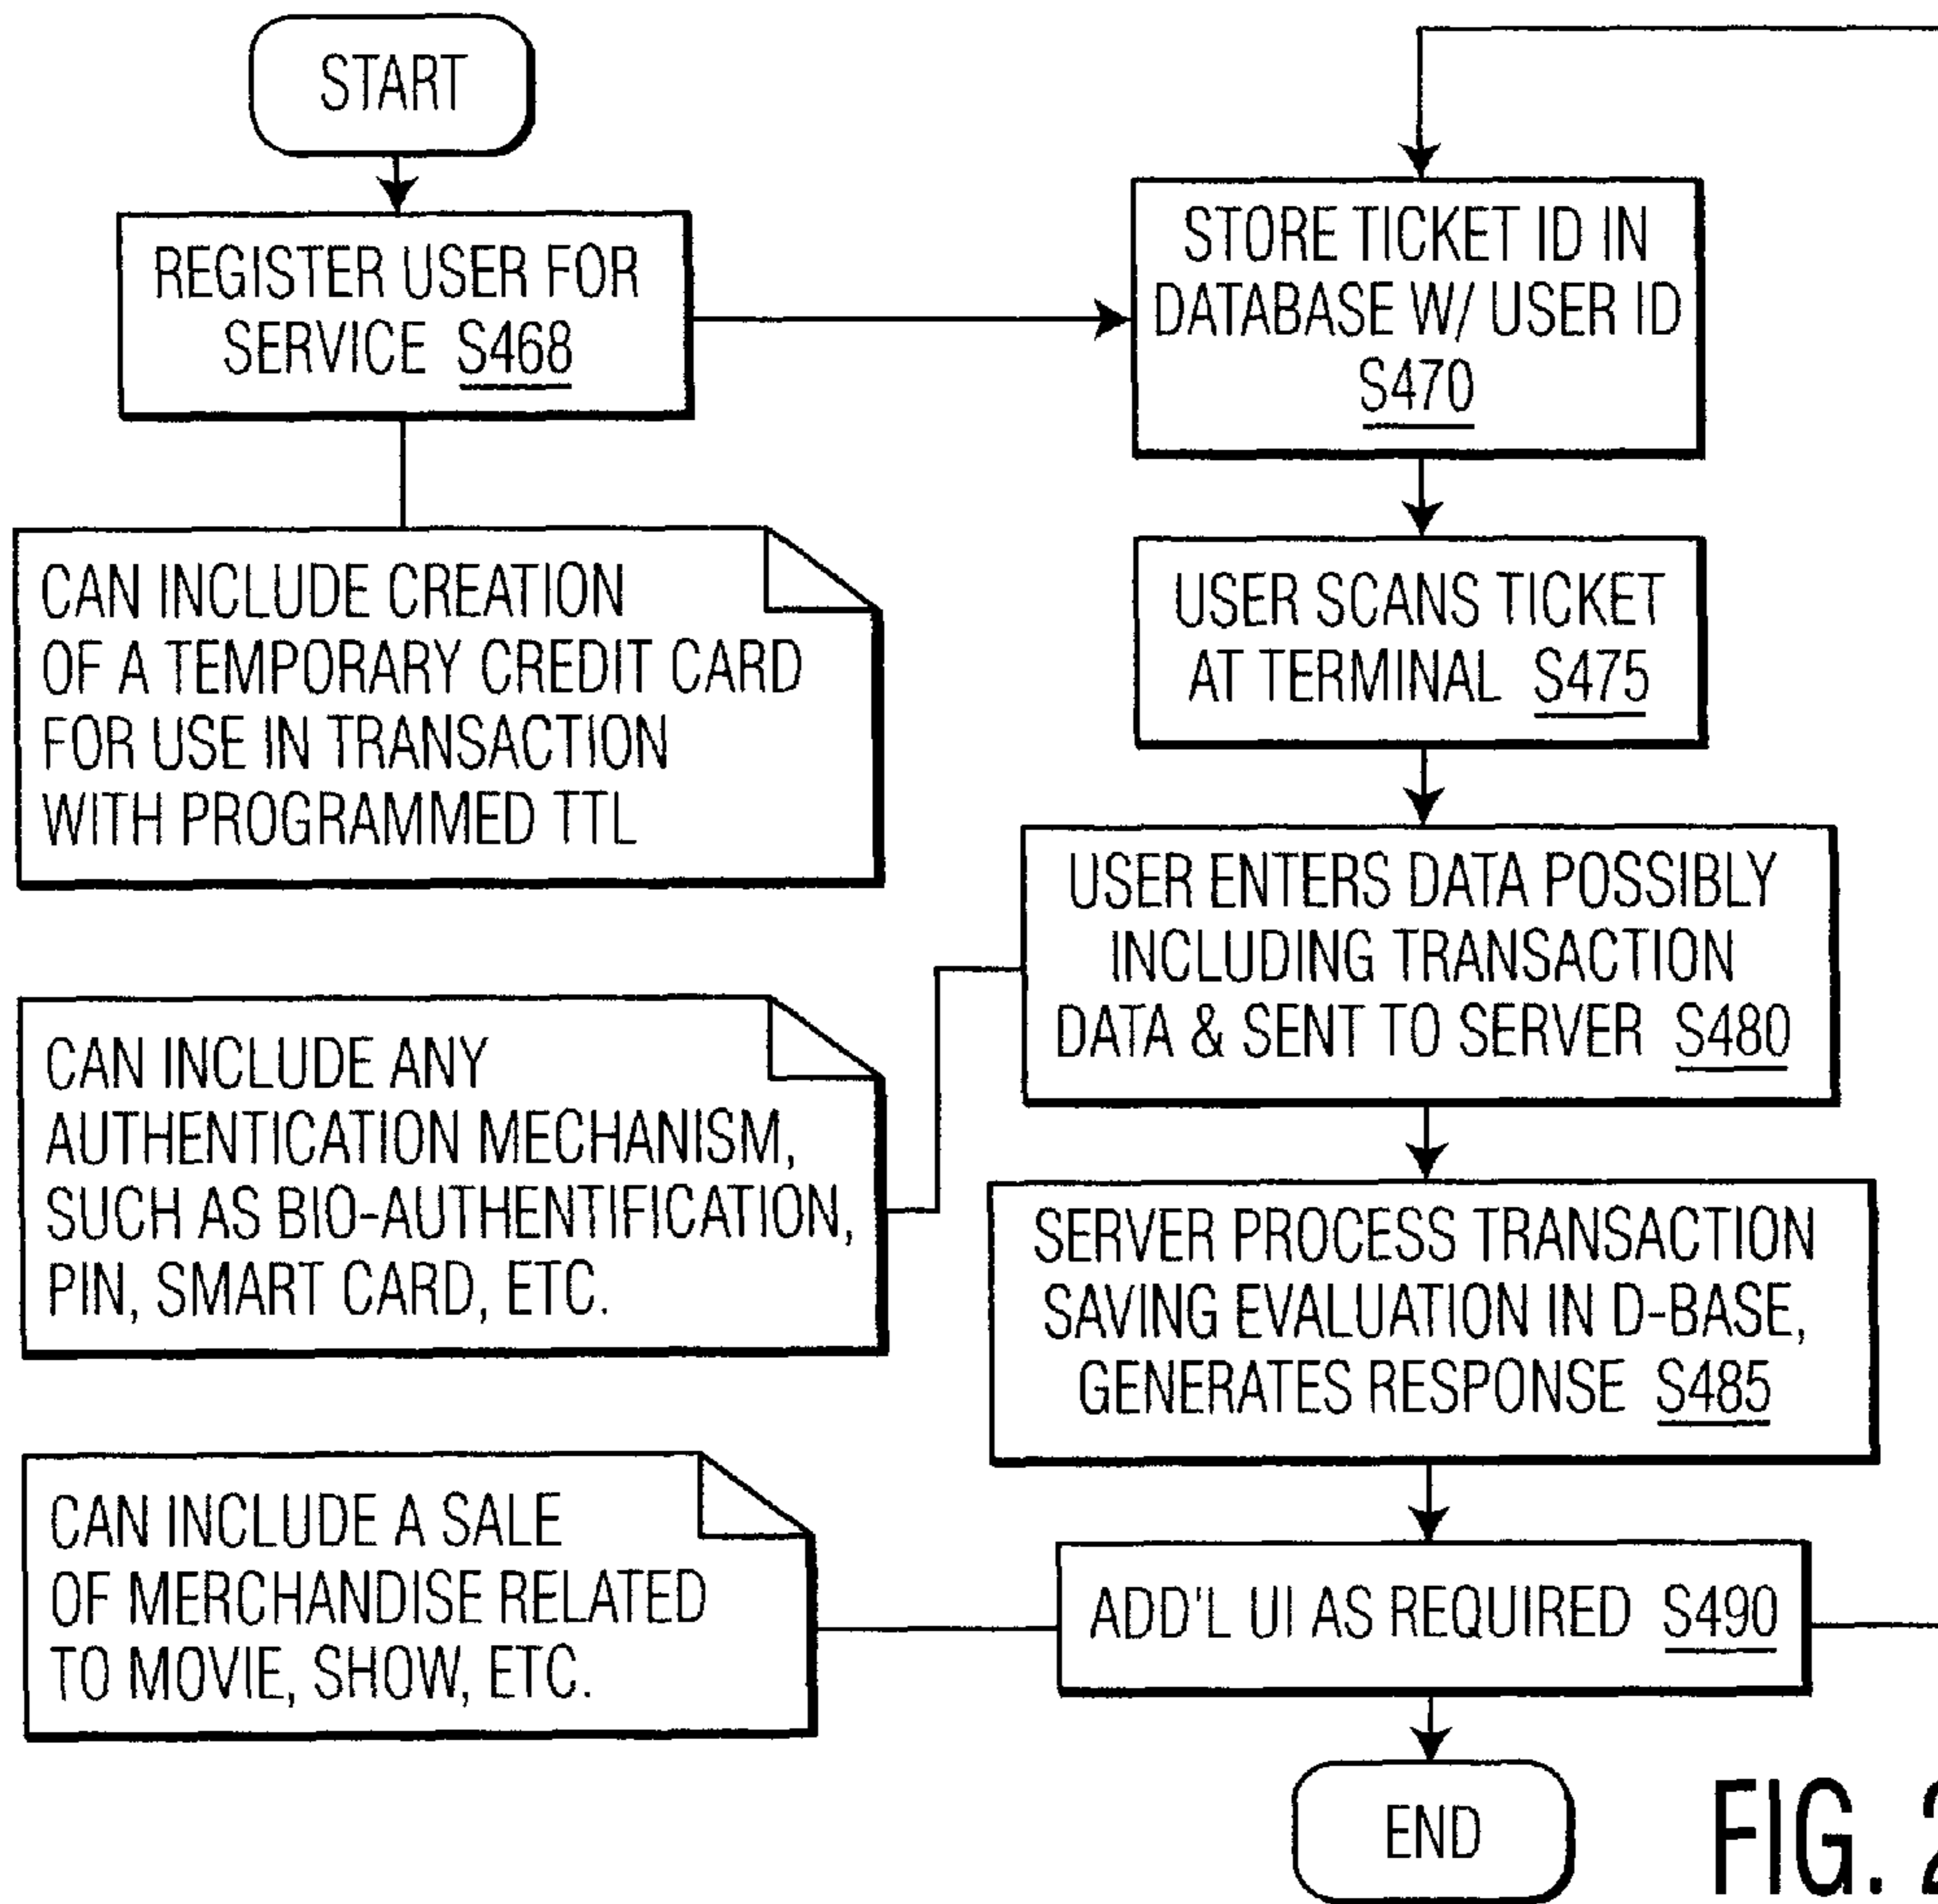 START
REGISTER USER FOR
SERVICE S468
CAN INCLUDE CREATION
OF A TEMPORARY CREDIT CARD
FOR USE IN TRANSACTION
WITH PROGRAMMED TTL
STORE TICKET ID IN
DATABASE W/ USER ID
S470
USER SCANS TICKET
AT TERMINAL S475
USER ENTERS DATA POSSIBLY
INCLUDING TRANSACTION
DATA & SENT TO SERVER S480
CAN INCLUDE ANY
AUTHENTICATION MECHANISM,
SUCH AS BIO-AUTHENTIFICATION,
PIN, SMART CARD, ETC.
SERVER PROCESS TRANSACTION
SAVING EVALUATION IN D-BASE,
GENERATES RESPONSE S485
ADD'L UI AS REQUIRED S490
CAN INCLUDE A SALE
OF MERCHANDISE RELATED
TO MOVIE, SHOW, ETC.
END
FIG.